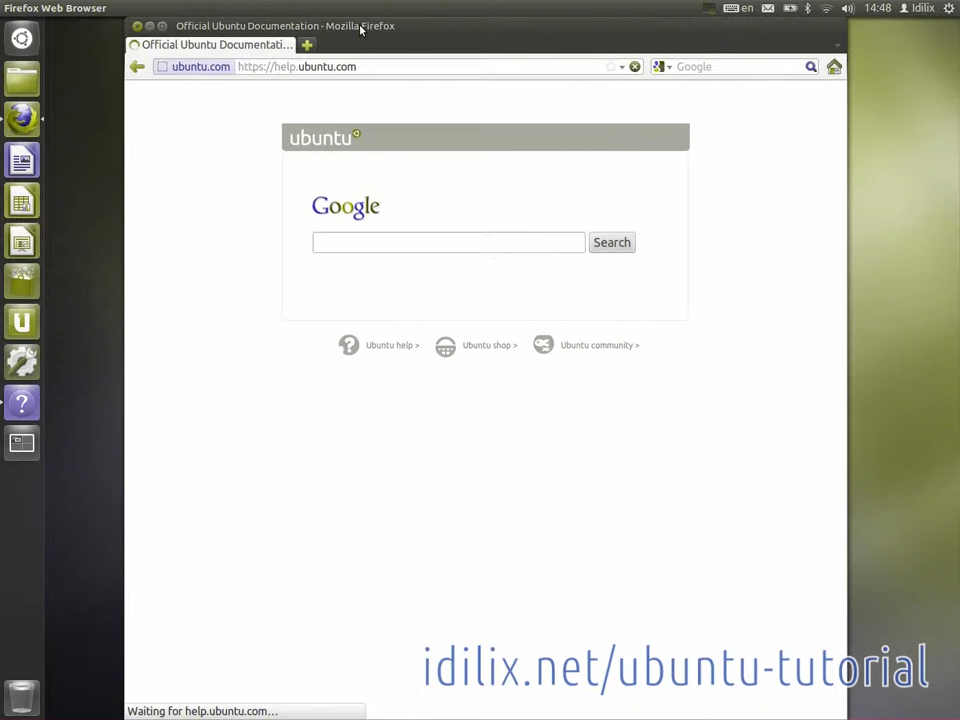 Firefox Web Browser
en
14:48
Idilix
Official Ubuntu Documentation - Mozilla Firefox
Official Ubuntu Documentati...
ubuntu.com https://help.ubuntu.com
Google
ubuntu
Google
Search
Ubuntu help >
Ubuntu shop >
Ubuntu community >
idilix.net/ubuntu-tutorial
Waiting for help.ubuntu.com...